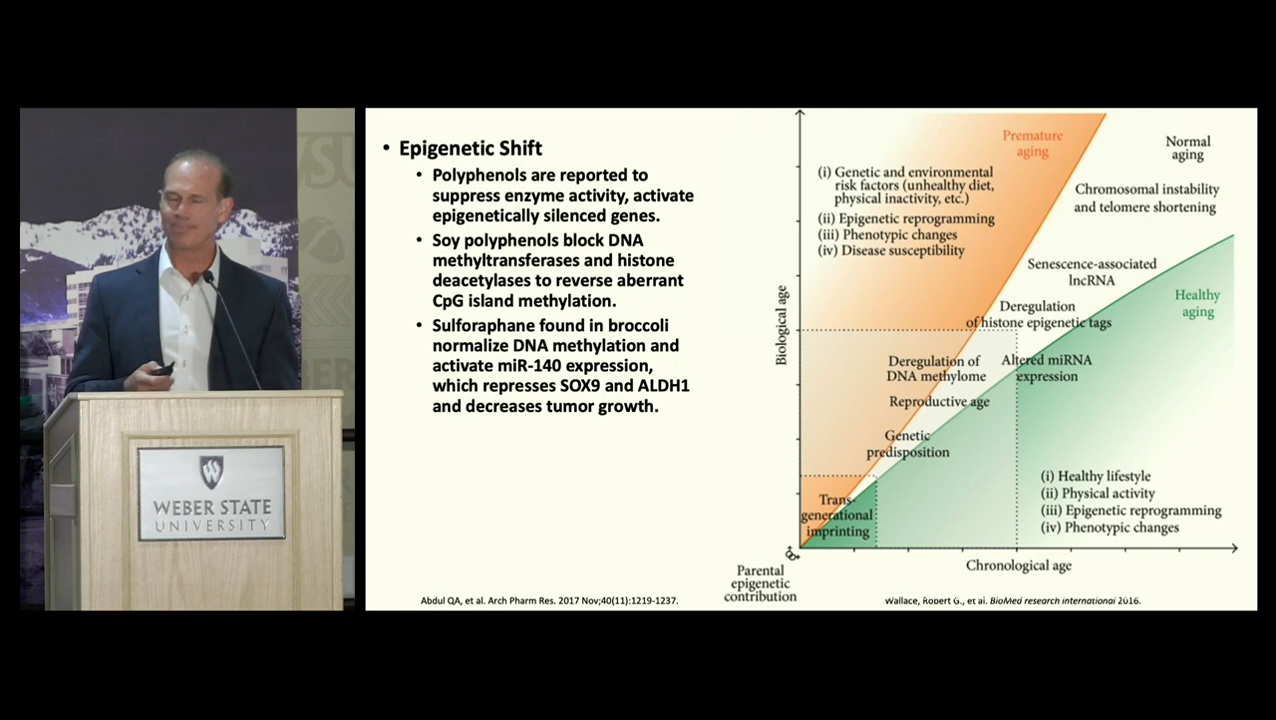 WEBER STATE
UNIVERSITY
• Epigenetic Shift
• Polyphenols are reported to
suppress enzyme activity, activate
epigenetically silenced genes.
• Soy polyphenols block DNA
methyltransferases and histone
deacetylases to reverse aberrant
CpG island methylation.
• Sulforaphane found in broccoli
normalize DNA methylation and
activate miR-140 expression,
which represses SOX9 and ALDH1
and decreases tumor growth.
Abdul QA, et al. Arch Pharm Res. 2017 Nov;40(11):1219-1237.
Premature
aging
Normal
aging
(i) Genetic and environmental
risk factors (unhealthy diet,
physical inactivity, etc.)
(ii) Epigenetic reprogramming
(iii) Phenotypic changes
(iv) Disease susceptibility
Chromosomal instability
and telomere shortening
Senescence-associated
lncRNA
Healthy
aging
Deregulation
of histone epigenetic tags
Biological age
Deregulation of
DNA methylome
Altered miRNA
expression
Reproductive age
Genetic
predisposition
(i) Healthy lifestyle
(ii) Physical activity
(iii) Epigenetic reprogramming
(iv) Phenotypic changes
Trans-
generational
imprinting
Chronological age
Parental
epigenetic
contribution
Wallace, Robert G., et al. BioMed research international 2016.